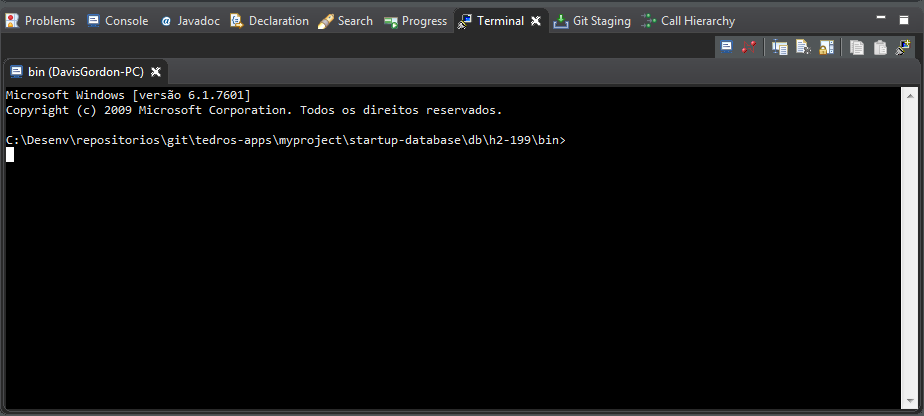 Problems Console Javadoc Declaration Search Progress Terminal Git Staging Call Hierarchy
bin (DavisGordon-PC)
Microsoft Windows [versão 6.1.7601]
Copyright (c) 2009 Microsoft Corporation. Todos os direitos reservados.
C:\Desenv\repositorios\git\tedros-apps\myproject\startup-database\db\h2-199\bin>